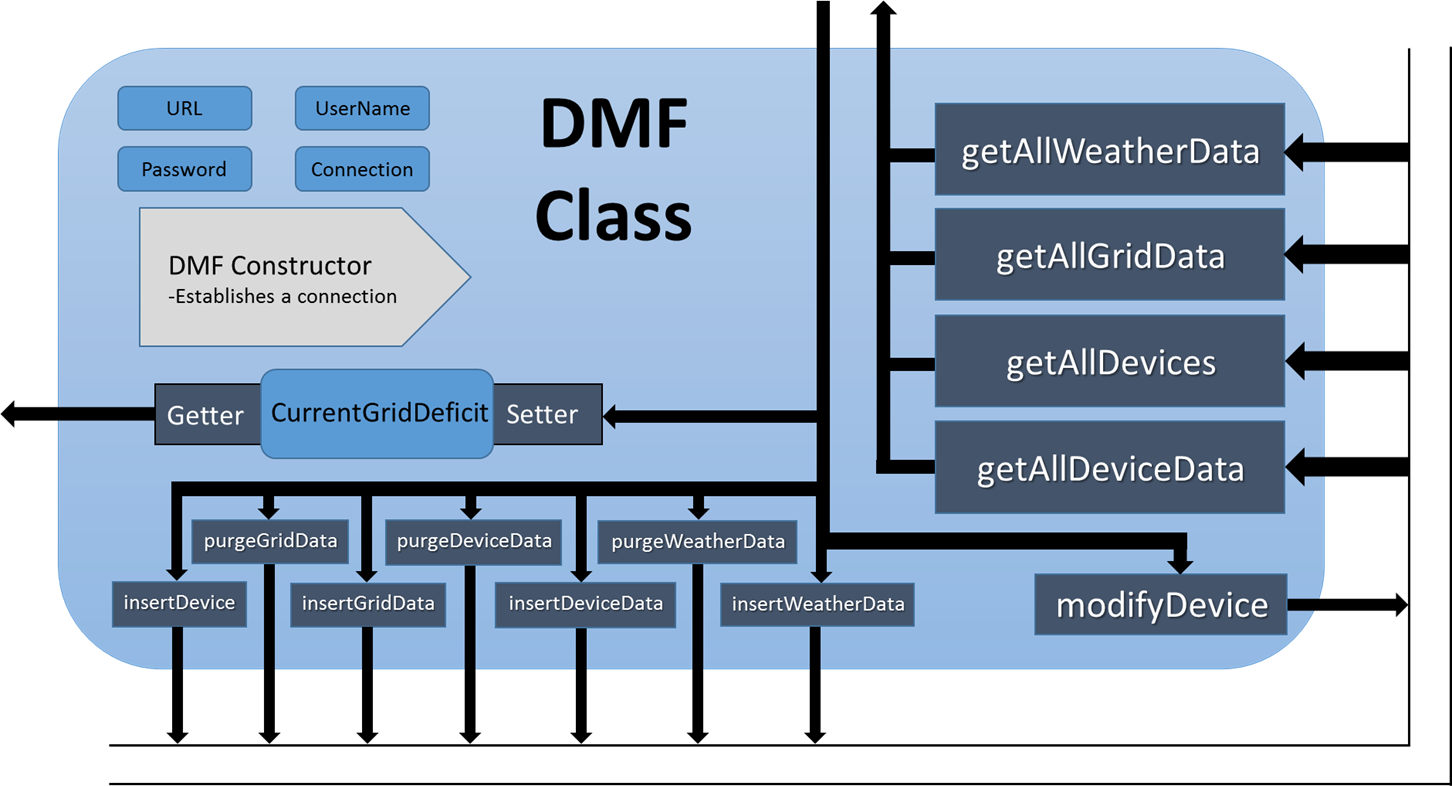 DMF
Class
URL
UserName
Password
Connection
DMF Constructor
-Establishes a connection
Getter
CurrentGridDeficit
Setter
getAllWeatherData
getAllGridData
getAllDevices
getAllDeviceData
purgeGridData
purgeDeviceData
purgeWeatherData
insertDevice
insertGridData
insertDeviceData
insertWeatherData
modifyDevice